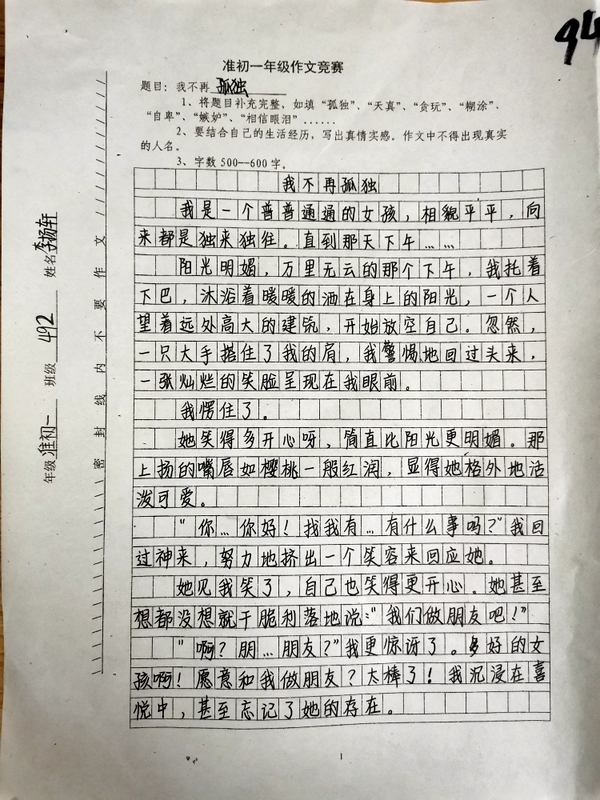 94
准初一年级作文竞赛
题目：我不再 孤独
1、将题目补充完整，如填“孤独”、“天真”、“贪玩”、“糊涂”、
“自卑”、“嫉妒”、“相信眼泪”……
2、要结合自己的生活经历，写出真情实感，作文中不得出现真实
的人名。
3、字数 500--600 字。
我不再孤独
我是一个普普通通的女孩，相貌平平，向
来都是独来独往。直到那天下午……
阳光明媚，万里无云的那个下午，我托着
下巴，沐浴着暖暖的洒在身上的阳光，一个人
望着远处高大的建筑，开始放空自己。忽然，
一只大手搭住了我的肩，我警惕地回过头来，
一张灿烂的笑脸呈现在我眼前。
我愣住了。
她笑得多开心呀，简直比阳光更明媚。那
上扬的嘴唇如樱桃一般红润，显得她格外地活
泼可爱。
“你…你好！找我有…有什么事吗？”我回
过神来，努力地挤出一个笑容来回应她。
她见我笑了，自己也笑得更开心。她甚至
想都没想就干脆利落地说：“我们做朋友吧！”
“啊？朋…朋友？”我更惊讶了。多好的女
孩啊！愿意和我做朋友？太棒了！我沉浸在喜
悦中，甚至忘记了她的存在。
年级 准初一 班级 492 姓名 李杨轩
密 封 线 内 不 要 作 文
1